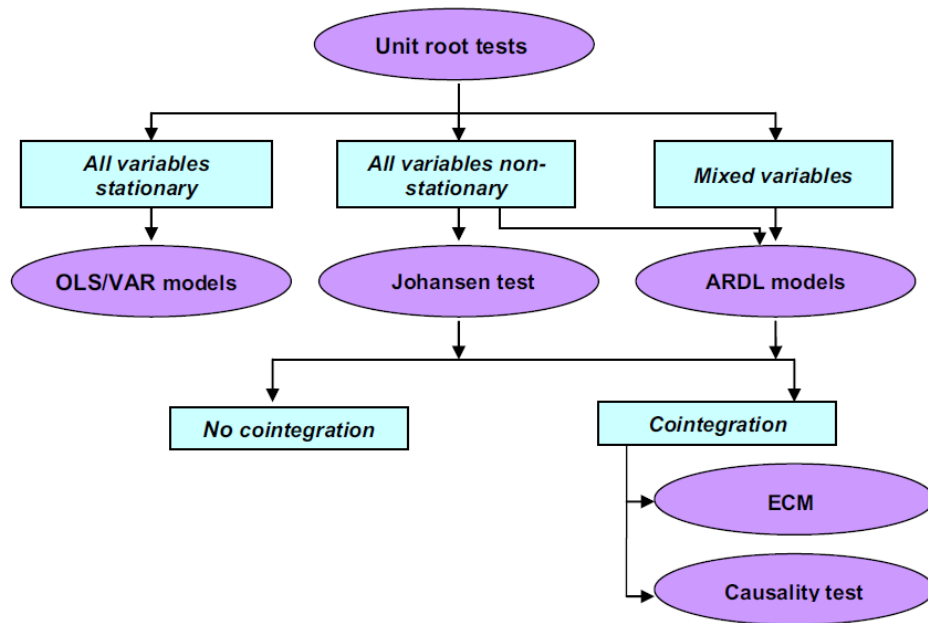 Unit root tests
All variables
stationary
All variables non-
stationary
Mixed variables
OLS/VAR models
Johansen test
ARDL models
No cointegration
Cointegration
ECM
Causality test